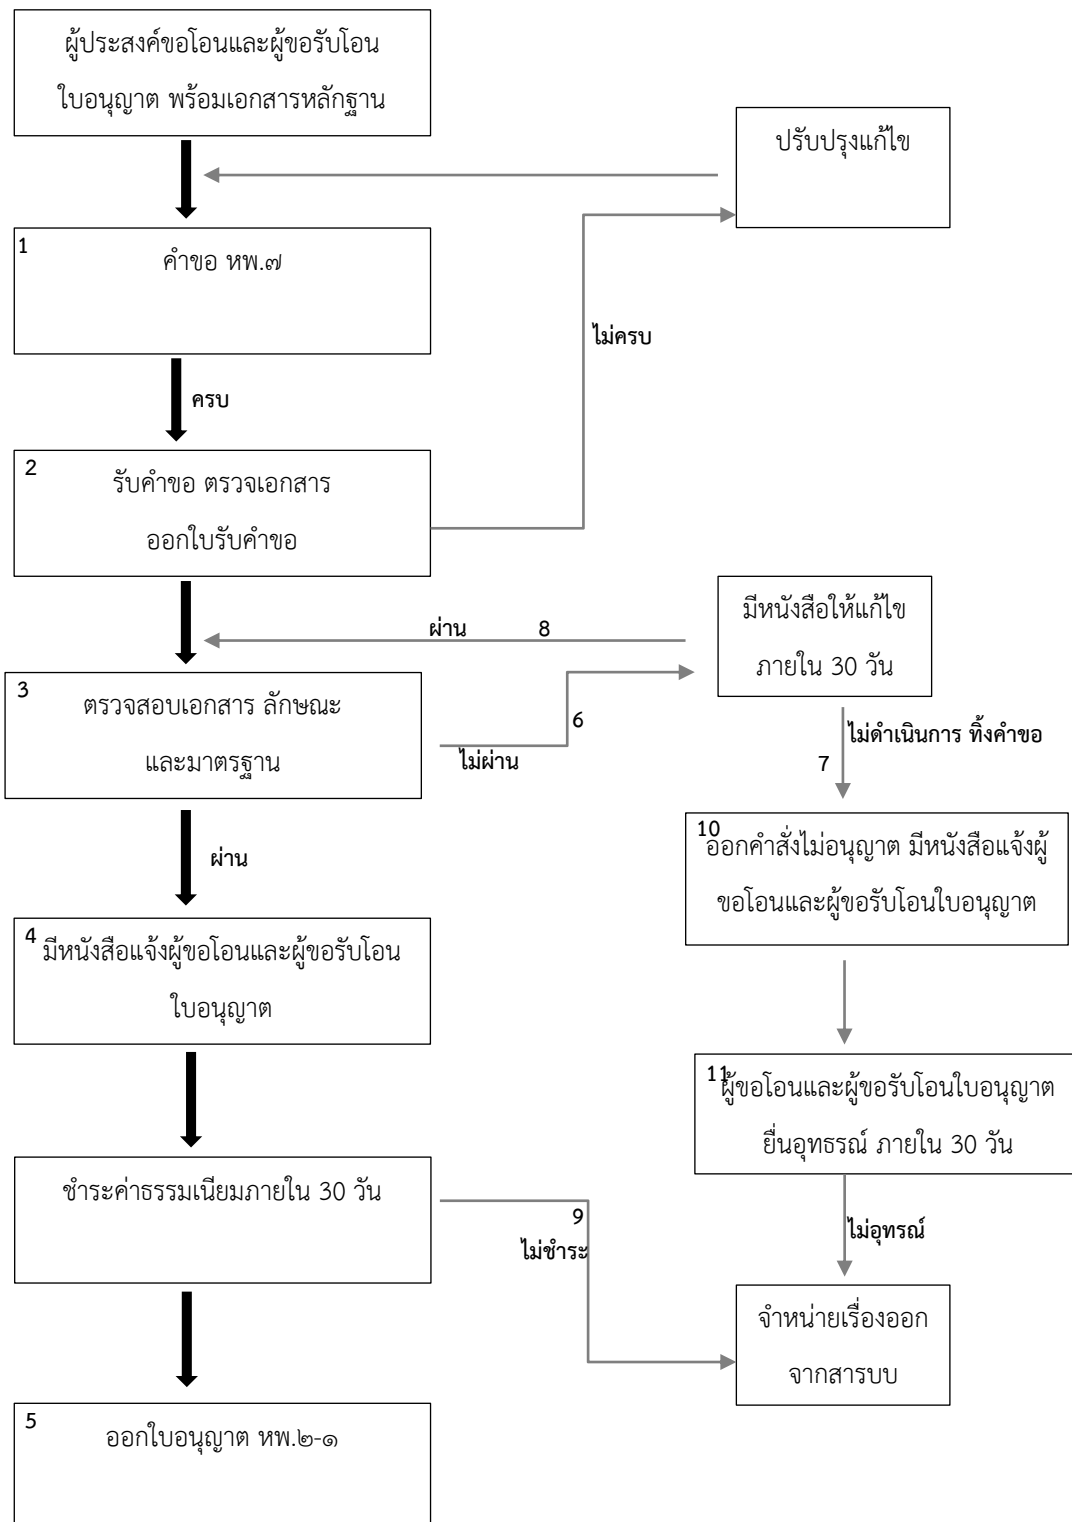 ผู้ประสงค์ขอโอนและผู้ขอรับโอน
ใบอนุญาต พร้อมเอกสารหลักฐาน
ปรับปรุงแก้ไข
1
คำขอ หพ.๗
ไม่ครบ
ครบ
2
รับคำขอ ตรวจเอกสาร
ออกใบรับคำขอ
มีหนังสือให้แก้ไข
ภายใน 30 วัน
ผ่าน 8
3
ตรวจสอบเอกสาร ลักษณะ
และมาตรฐาน
6
ไม่ผ่าน
ไม่ดำเนินการ ทิ้งคำขอ
7
ผ่าน
10
ออกคำสั่งไม่อนุญาต มีหนังสือแจ้งผู้
ขอโอนและผู้ขอรับโอนใบอนุญาต
4
มีหนังสือแจ้งผู้ขอโอนและผู้ขอรับโอน
ใบอนุญาต
11
ผู้ขอโอนและผู้ขอรับโอนใบอนุญาต
ยื่นอุทธรณ์ ภายใน 30 วัน
ชำระค่าธรรมเนียมภายใน 30 วัน
9
ไม่ชำระ
ไม่อุทรณ์
จำหน่ายเรื่องออก
จากสารบบ
5
ออกใบอนุญาต หพ.๒-๑